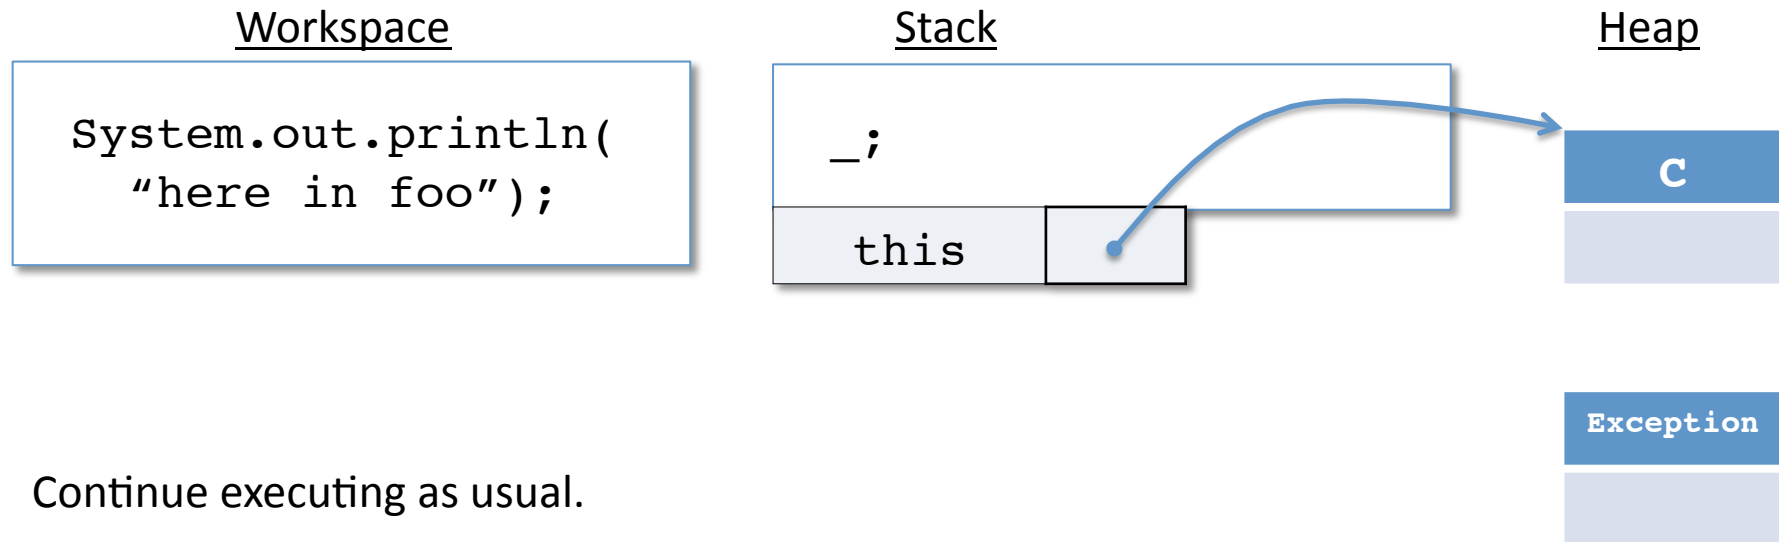 Workspace
Stack
Heap
System.out.println(
“here in foo”);
_;
this
C
Exception
Continue executing as usual.